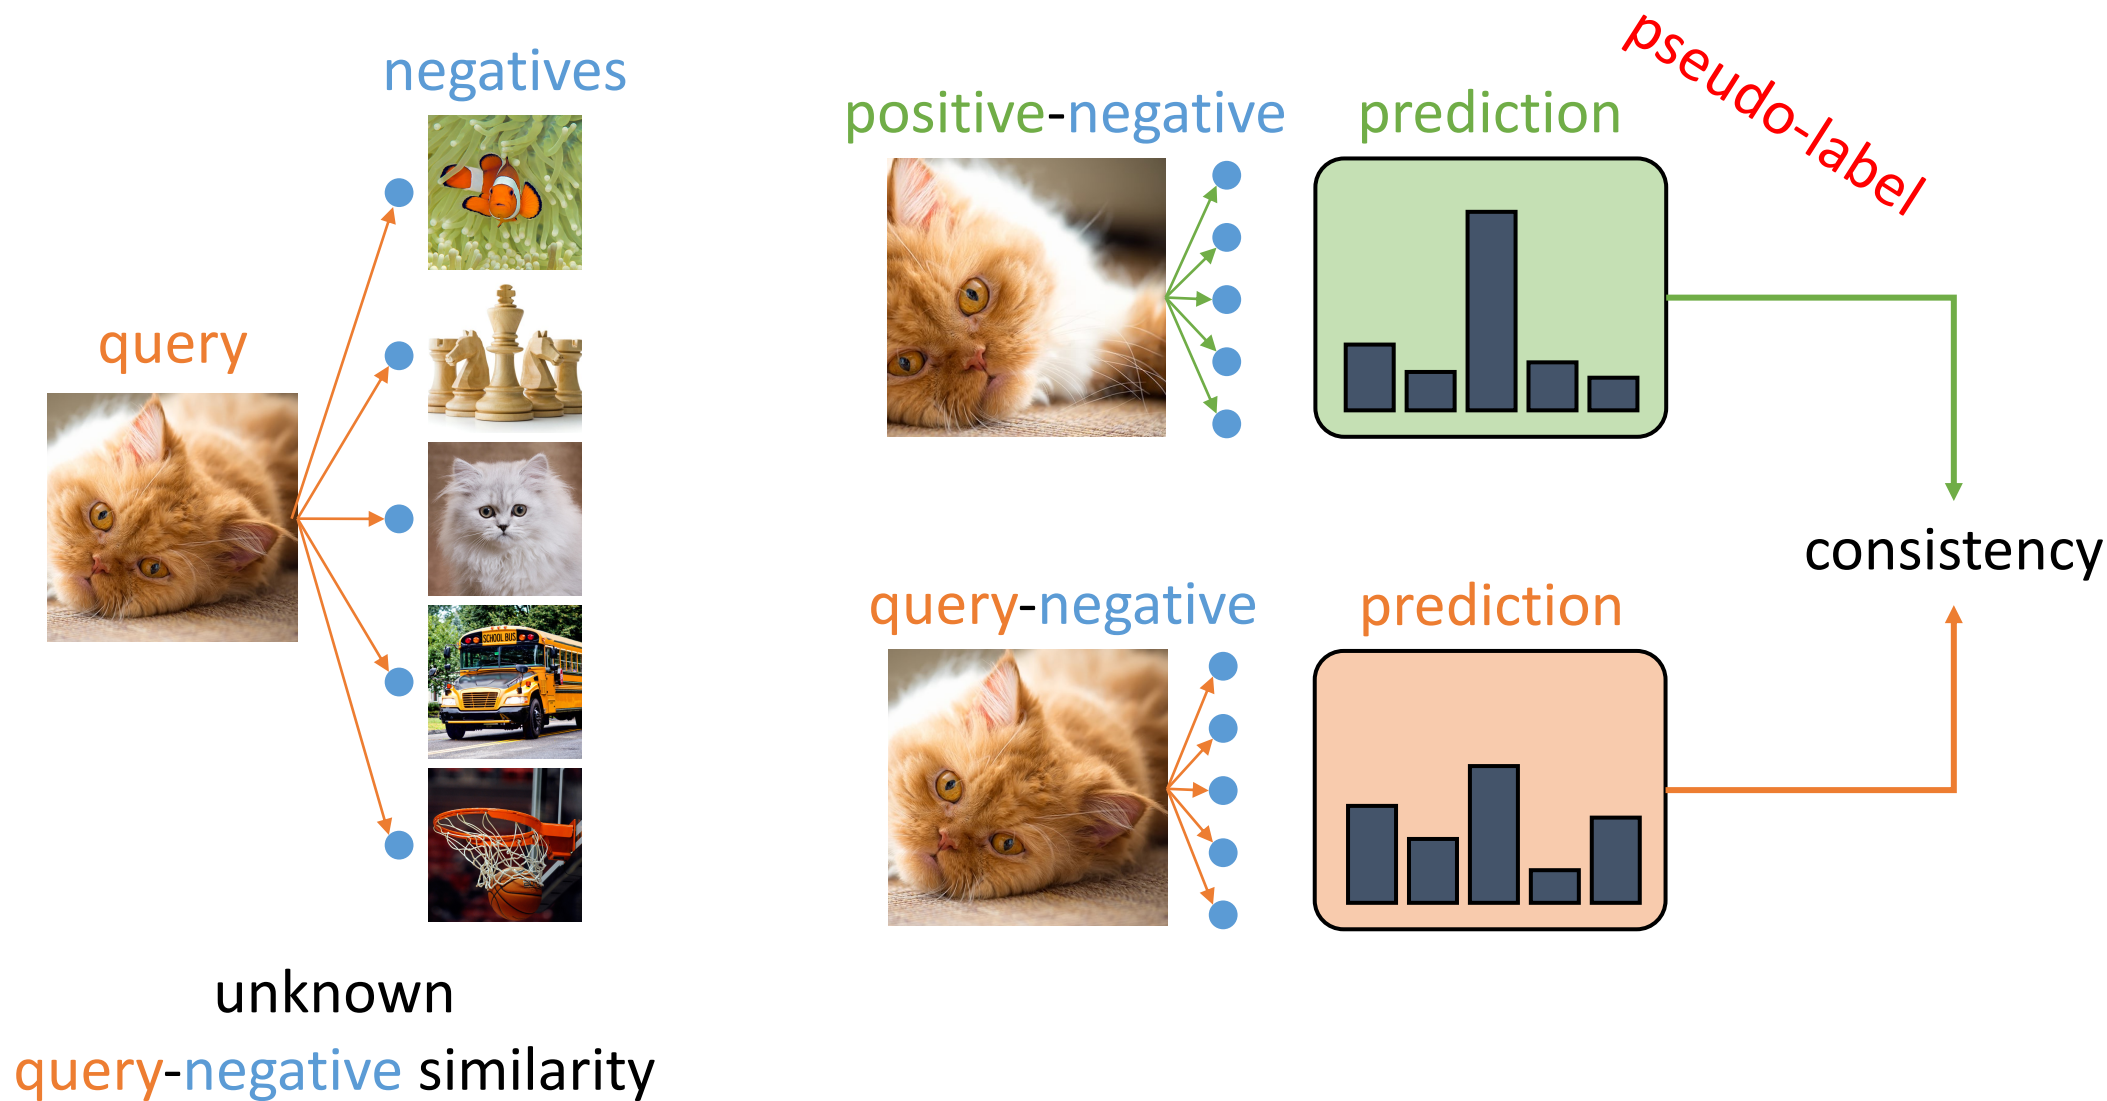 negatives
query
SCHOOL BUS
unknown
query-negative similarity
positive-negative
prediction
pseudo-label
query-negative
prediction
consistency